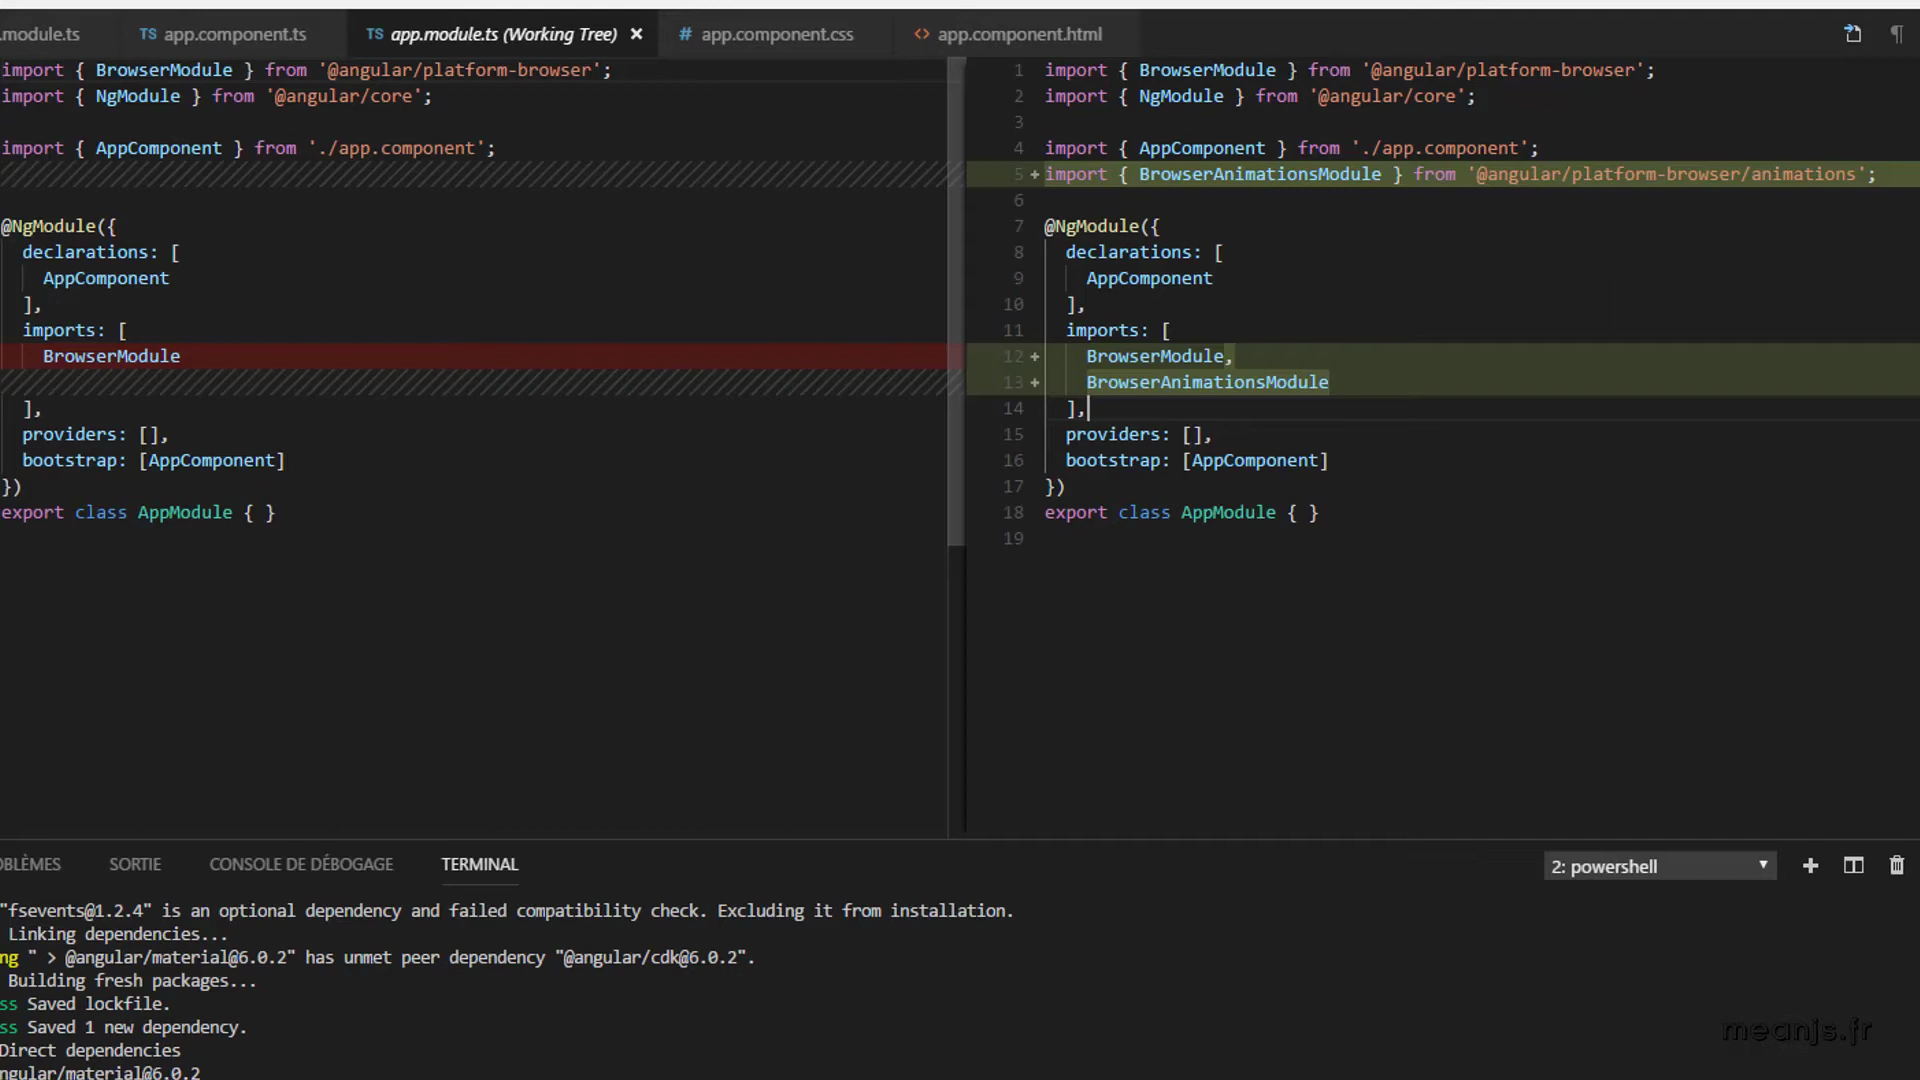 .module.ts
TS app.component.ts
TS app.module.ts (Working Tree) ×
# app.component.css
<> app.component.html
¶
import { BrowserModule } from '@angular/platform-browser';
import { NgModule } from '@angular/core';
import { AppComponent } from './app.component';
@NgModule({
declarations: [
AppComponent
],
imports: [
BrowserModule
],
providers: [],
bootstrap: [AppComponent]
})
export class AppModule { }
1 import { BrowserModule } from '@angular/platform-browser';
2 import { NgModule } from '@angular/core';
3
4 import { AppComponent } from './app.component';
5 + import { BrowserAnimationsModule } from '@angular/platform-browser/animations';
6
7 @NgModule({
8 declarations: [
9 AppComponent
10 ],
11 imports: [
12 + BrowserModule,
13 + BrowserAnimationsModule
14 ],
15 providers: [],
16 bootstrap: [AppComponent]
17 })
18 export class AppModule { }
19
OBLÈMES
SORTIE
CONSOLE DE DÉBOGAGE
TERMINAL
2: powershell
"fsevents@1.2.4" is an optional dependency and failed compatibility check. Excluding it from installation.
Linking dependencies...
ng " > @angular/material@6.0.2" has unmet peer dependency "@angular/cdk@6.0.2".
Building fresh packages...
ss Saved lockfile.
ss Saved 1 new dependency.
Direct dependencies
ngular/material@6.0.2
meanjs.fr